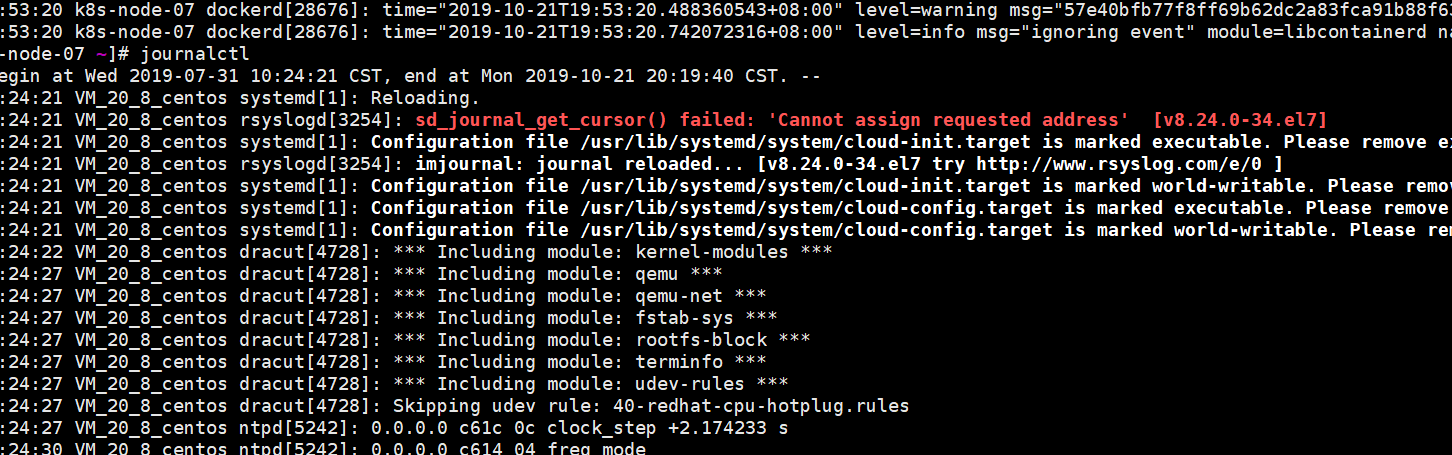 :53:20 k8s-node-07 dockerd[28676]: time="2019-10-21T19:53:20.488360543+08:00" level=warning msg="57e40bfb77f8ff69b62dc2a83fca91b88f63
:53:20 k8s-node-07 dockerd[28676]: time="2019-10-21T19:53:20.742072316+08:00" level=info msg="ignoring event" module=libcontainerd na
-node-07 ~]# journalctl
egin at Wed 2019-07-31 10:24:21 CST, end at Mon 2019-10-21 20:19:40 CST. --
:24:21 VM_20_8_centos systemd[1]: Reloading.
:24:21 VM_20_8_centos rsyslogd[3254]: sd_journal_get_cursor() failed: 'Cannot assign requested address'  [v8.24.0-34.el7]
:24:21 VM_20_8_centos systemd[1]: Configuration file /usr/lib/systemd/system/cloud-init.target is marked executable. Please remove ex
:24:21 VM_20_8_centos rsyslogd[3254]: imjournal: journal reloaded... [v8.24.0-34.el7 try http://www.rsyslog.com/e/0 ]
:24:21 VM_20_8_centos systemd[1]: Configuration file /usr/lib/systemd/system/cloud-init.target is marked world-writable. Please remov
:24:21 VM_20_8_centos systemd[1]: Configuration file /usr/lib/systemd/system/cloud-config.target is marked executable. Please remove
:24:21 VM_20_8_centos systemd[1]: Configuration file /usr/lib/systemd/system/cloud-config.target is marked world-writable. Please rem
:24:22 VM_20_8_centos dracut[4728]: *** Including module: kernel-modules ***
:24:27 VM_20_8_centos dracut[4728]: *** Including module: qemu ***
:24:27 VM_20_8_centos dracut[4728]: *** Including module: qemu-net ***
:24:27 VM_20_8_centos dracut[4728]: *** Including module: fstab-sys ***
:24:27 VM_20_8_centos dracut[4728]: *** Including module: rootfs-block ***
:24:27 VM_20_8_centos dracut[4728]: *** Including module: terminfo ***
:24:27 VM_20_8_centos dracut[4728]: *** Including module: udev-rules ***
:24:27 VM_20_8_centos dracut[4728]: Skipping udev rule: 40-redhat-cpu-hotplug.rules
:24:27 VM_20_8_centos ntpd[5242]: 0.0.0.0 c61c 0c clock_step +2.174233 s
:24:30 VM_20_8_centos ntpd[5242]: 0.0.0.0 c614 04 freq_mode